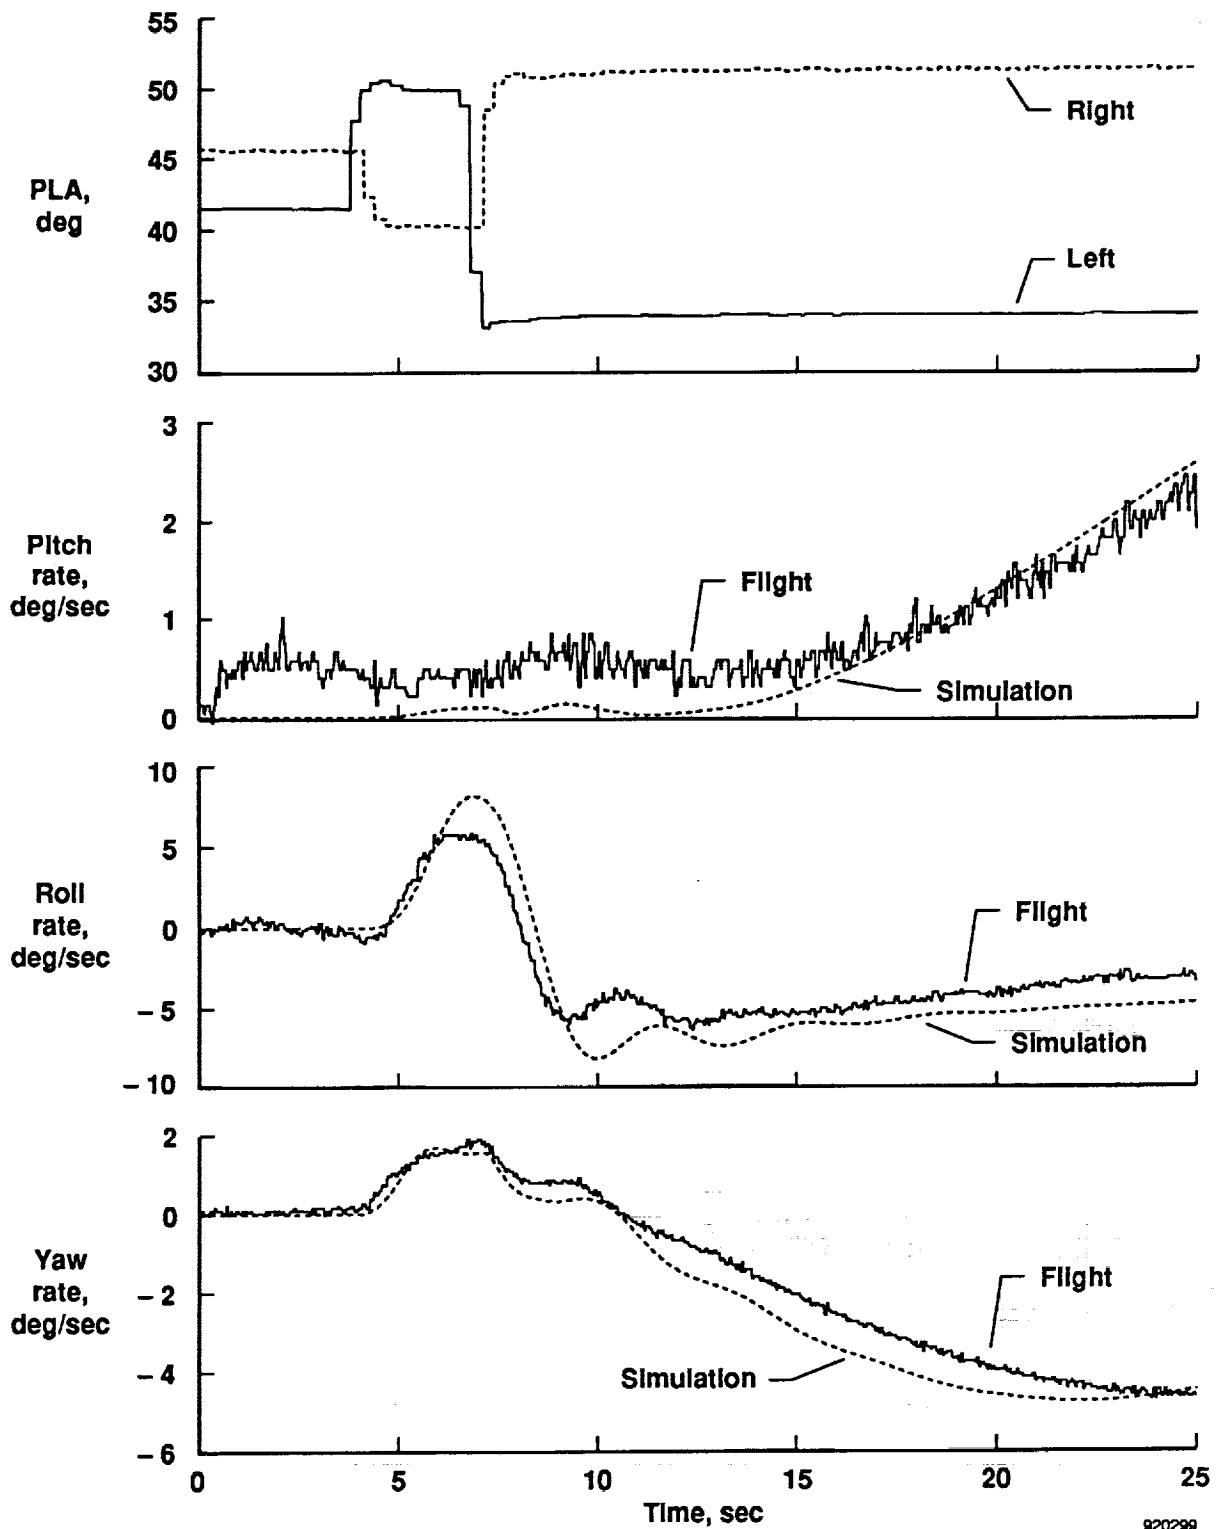 55
50
45
40
35
30
PLA,
deg
Right
Left
3
2
1
0
Pitch
rate,
deg/sec
Flight
Simulation
10
5
0
–5
–10
Roll
rate,
deg/sec
Flight
Simulation
2
0
–2
–4
–6
Yaw
rate,
deg/sec
Flight
Simulation
0 5 10 15 20 25
Time, sec
920299